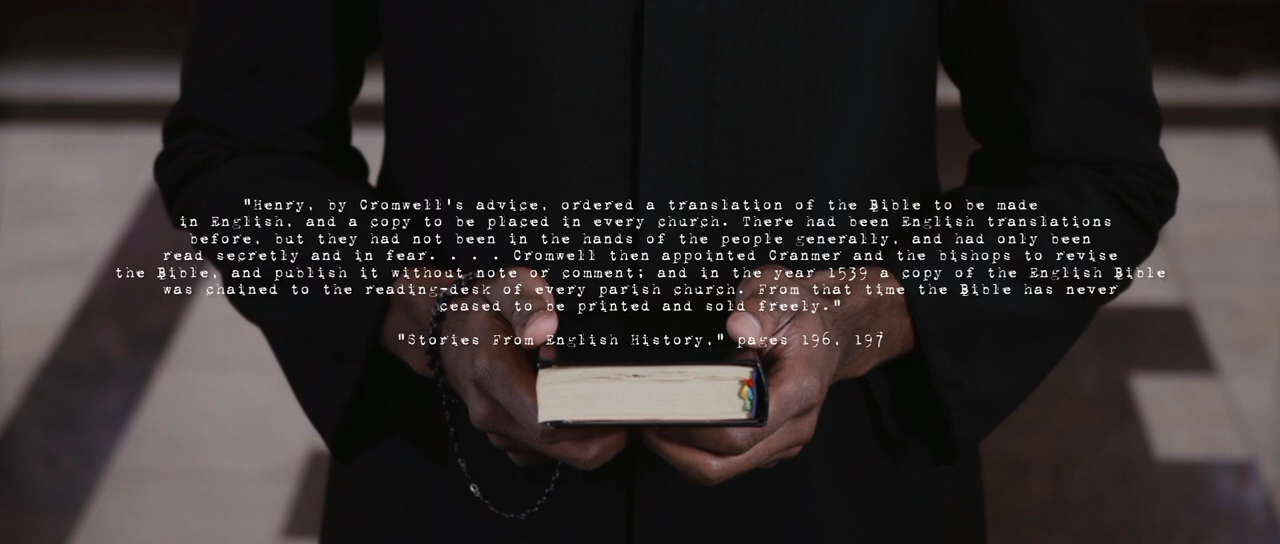 "Henry, by Cromwell's advice, ordered a translation of the Bible to be made
in English, and a copy to be placed in every church. There had been English translations
before, but they had not been in the hands of the people generally, and had only been
read secretly and in fear. . . . Cromwell then appointed Cranmer and the bishops to revise
the Bible, and publish it without note or comment; and in the year 1539 a copy of the English Bible
was chained to the reading-desk of every parish church. From that time the Bible has never
ceased to be printed and sold freely."
"Stories From English History," pages 196, 197